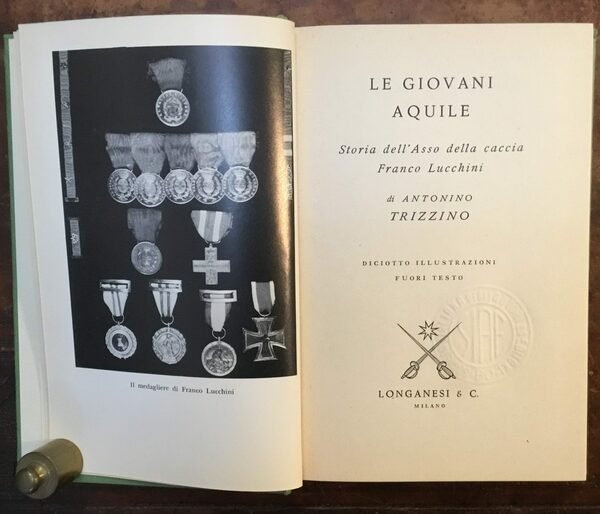 Il medagliere di Franco Lucchini
LE GIOVANI
AQUILE
Storia dell'Asso della caccia
Franco Lucchini
di ANTONINO
TRIZZINO
DICIOTTO ILLUSTRAZIONI
FUORI TESTO
LONGANESI & C.
MILANO